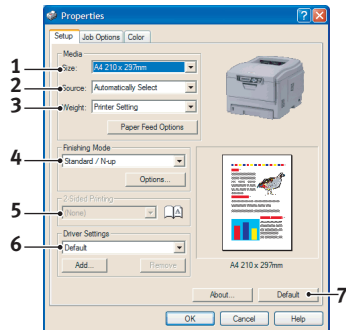 Properties
Setup Job Options Color
Media
1 Size: A4 210 x 297mm
2 Source: Automatically Select
3 Weight: Printer Setting
Paper Feed Options
Finishing Mode
4 Standard / N-up
Options...
2-Sided Printing
5 (None)
Driver Settings
6 Default
Add... Remove
A4 210 x 297mm
About... Default 7
OK Cancel Help